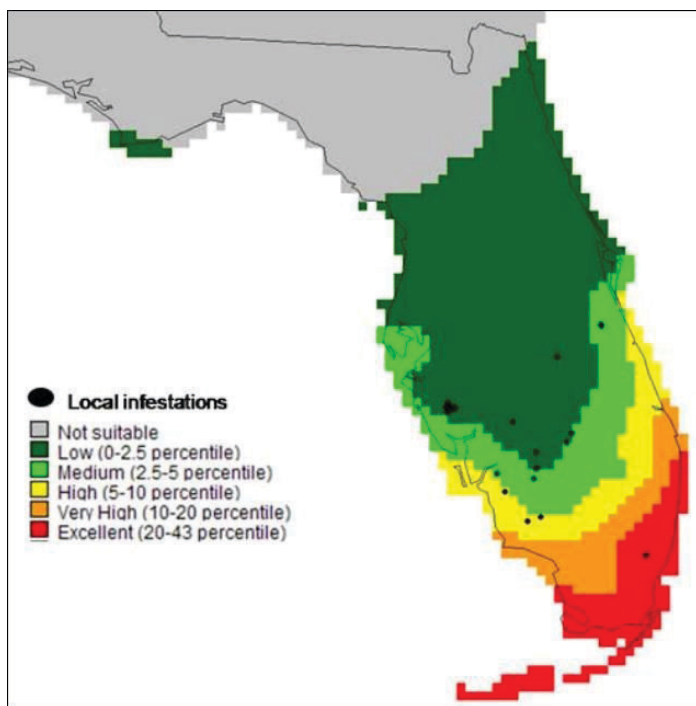 Local infestations
Not suitable
Low (0-2.5 percentile)
Medium (2.5-5 percentile)
High (5-10 percentile)
Very High (10-20 percentile)
Excellent (20-43 percentile)